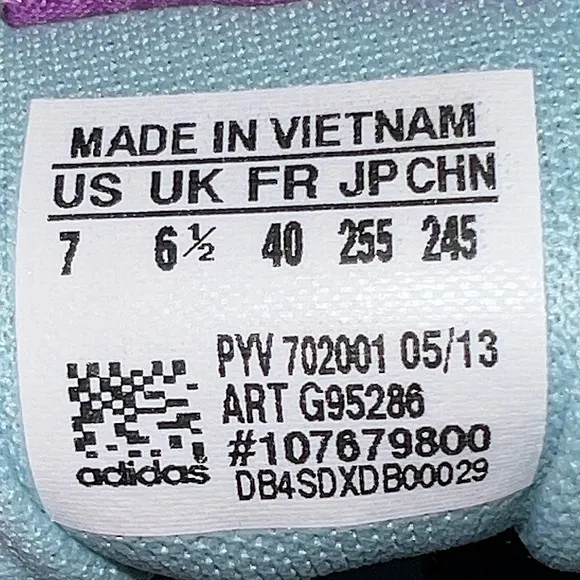 MADE IN VIETNAM
US UK FR JP CHN
7 6½ 40 255 245
PYV 702001 05/13
ART G95286
#107679800
adidas DB4SDXDB00029